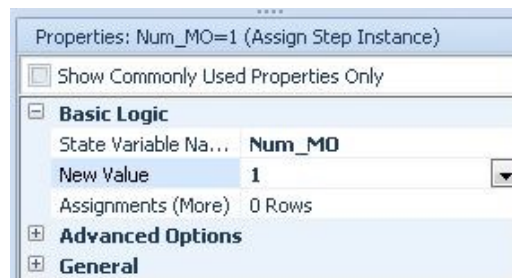 Properties: Num_MO=1 (Assign Step Instance)
Show Commonly Used Properties Only
Basic Logic
State Variable Na... Num_MO
New Value 1
Assignments (More) 0 Rows
Advanced Options
General